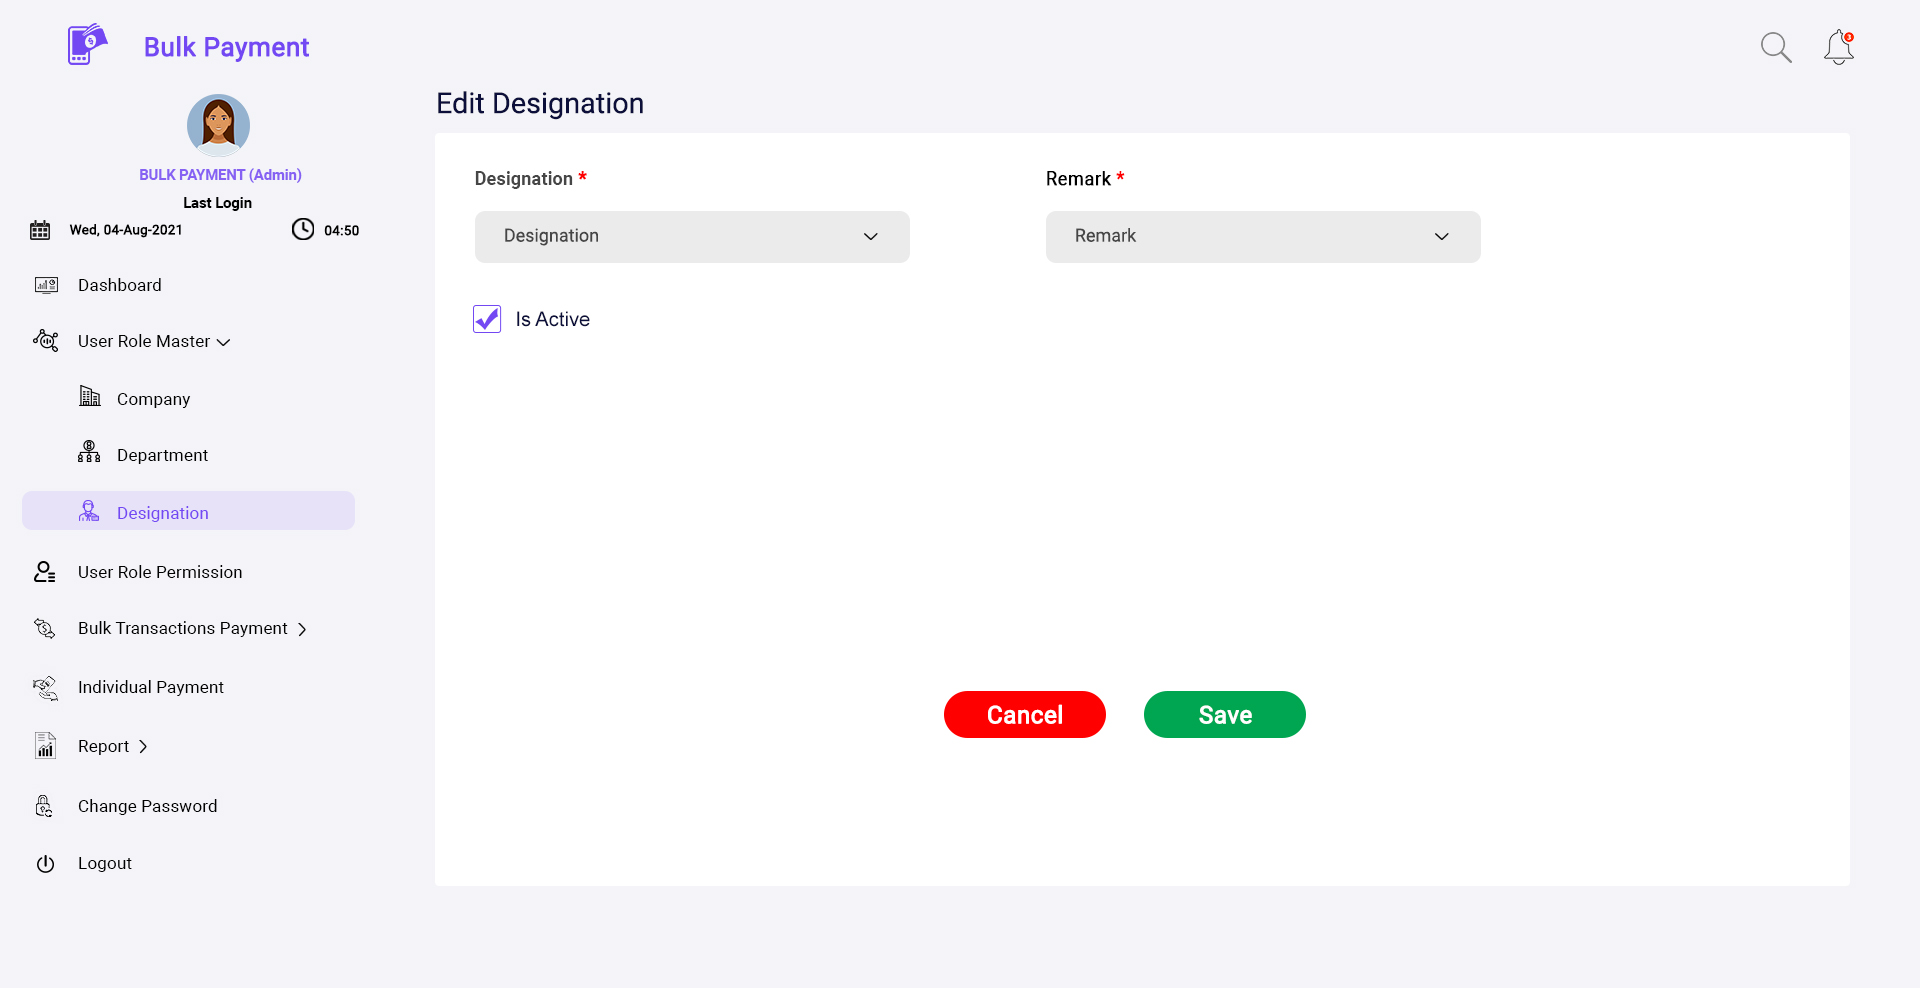 Bulk Payment
3
BULK PAYMENT (Admin)
Last Login
Wed, 04-Aug-2021
04:50
Dashboard
User Role Master
Company
Department
Designation
User Role Permission
Bulk Transactions Payment
Individual Payment
Report
Change Password
Logout
Edit Designation
Designation *
Remark *
Designation
Remark
Is Active
Cancel
Save